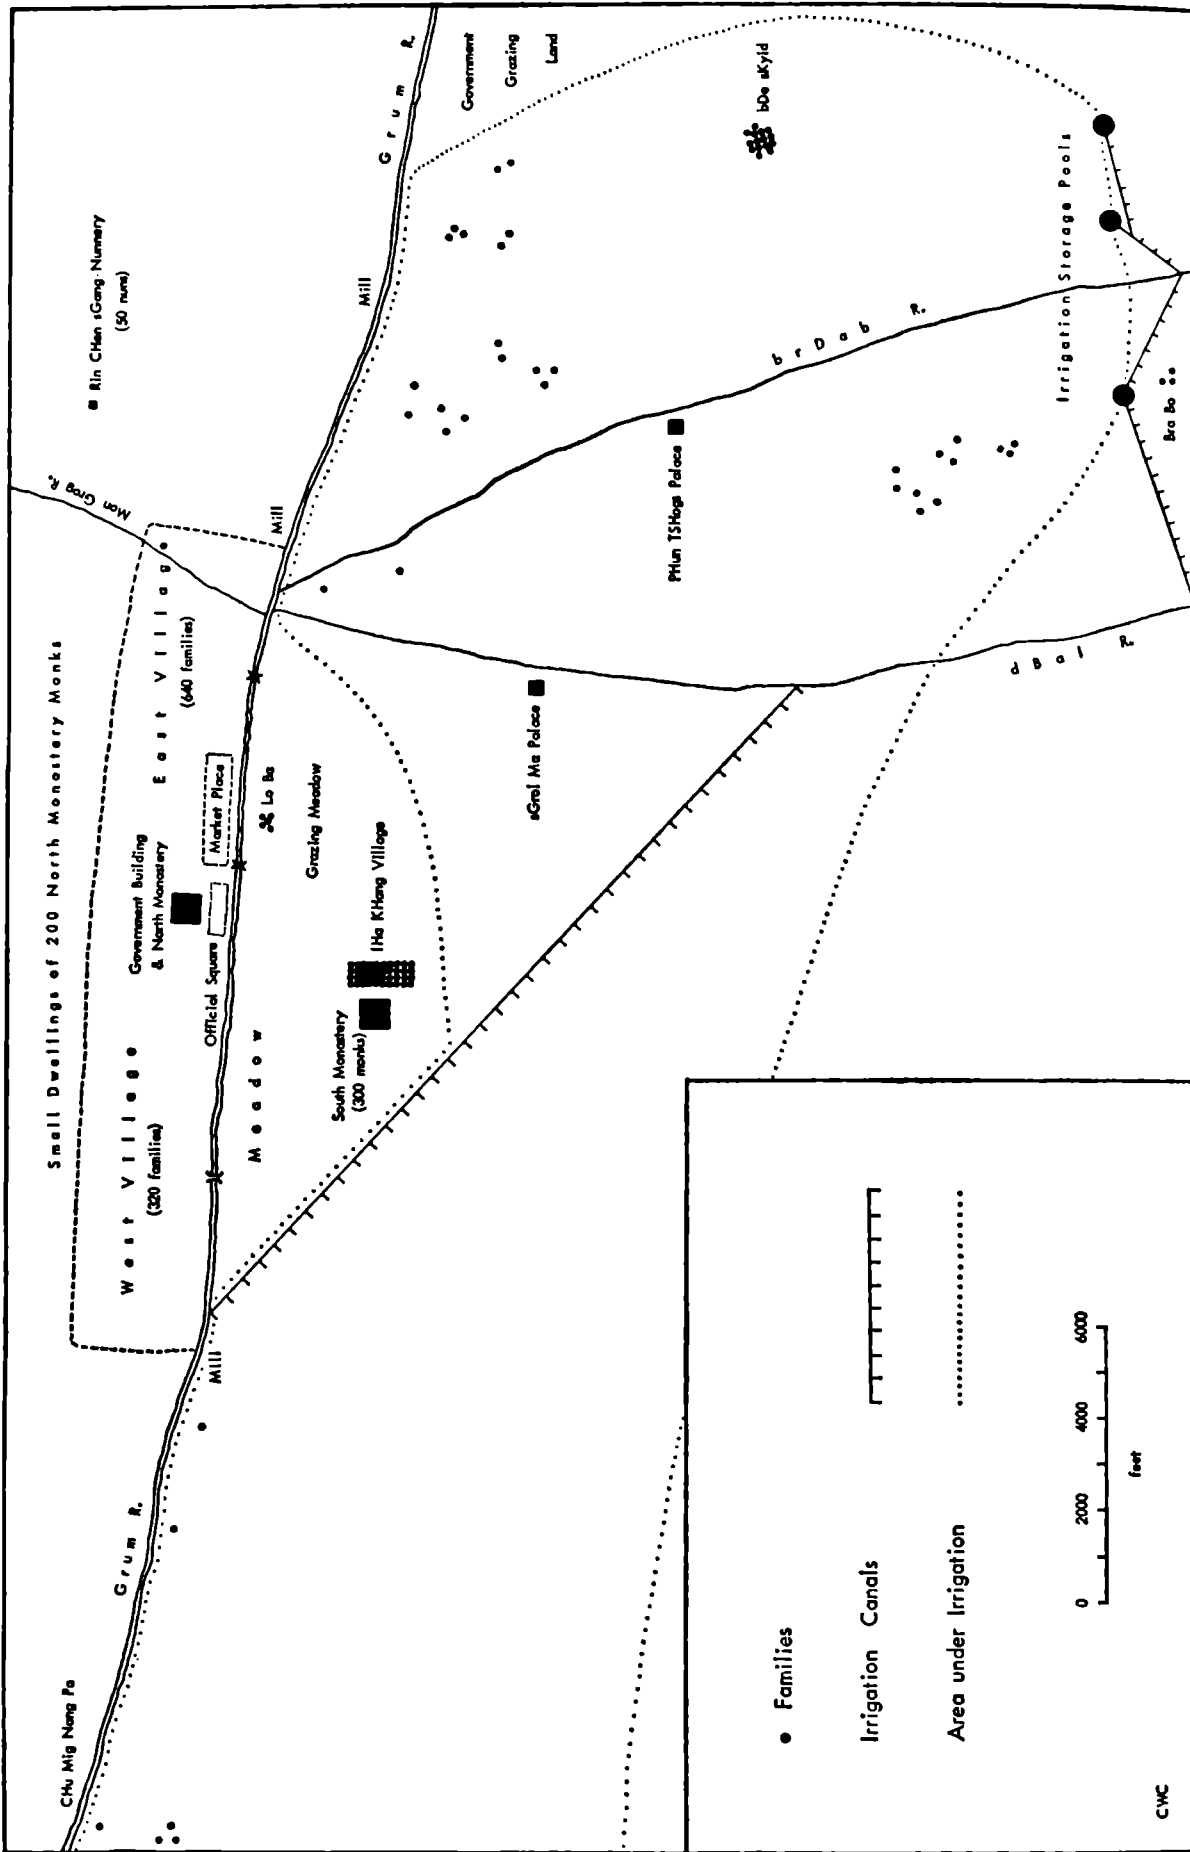 Small Dwellings of 200 North Monastery Monks
CHu Mig Nang Pa
Grum R.
West Village
(320 families)
Government Building
& North Monastery
East Village
(640 families)
Mon Grog R.
Rin CHen sGang Nunnery
(50 nuns)
Mill
Official Square
Market Place
Mill
Mill
Grum R.
Meadow
Lo Ba
Grazing Meadow
South Monastery
(300 monks)
lHa KHang Village
Government
Grazing
Land
sGrol Ma Palace
PHun TSHogs Palace
brDab R.
bDe sKyid
dBal R.
Irrigation Storage Pools
Bra Bo
Families
Irrigation Canals
Area under Irrigation
0 2000 4000 6000
feet
CWC